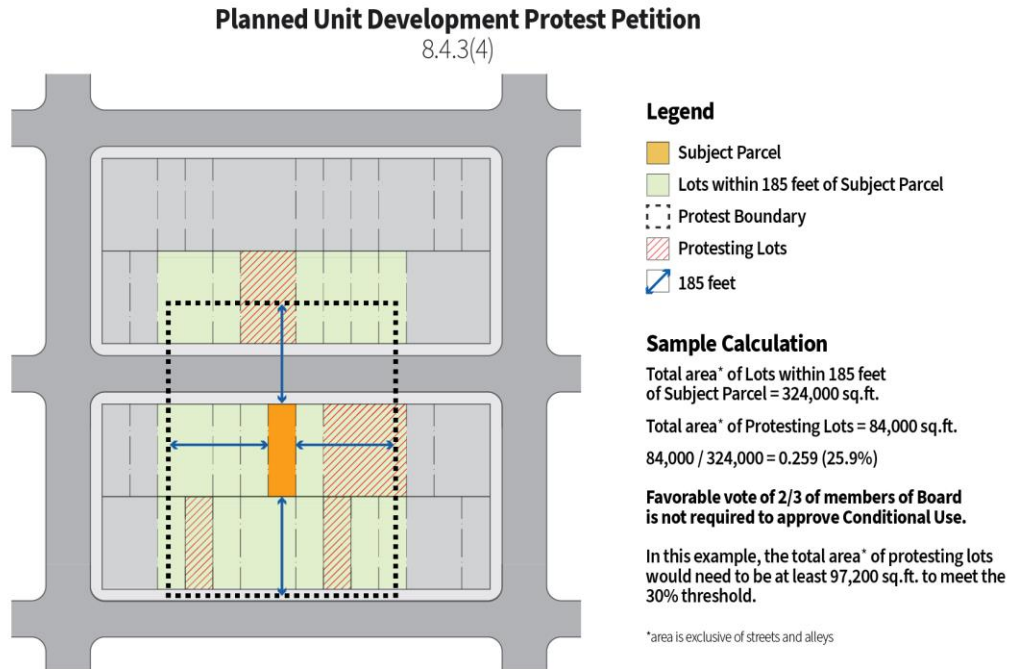 Planned Unit Development Protest Petition
8.4.3(4)
Legend
Subject Parcel
Lots within 185 feet of Subject Parcel
Protest Boundary
Protesting Lots
185 feet
Sample Calculation
Total area* of Lots within 185 feet
of Subject Parcel = 324,000 sq.ft.
Total area* of Protesting Lots = 84,000 sq.ft.
84,000 / 324,000 = 0.259 (25.9%)
Favorable vote of 2/3 of members of Board
is not required to approve Conditional Use.
In this example, the total area* of protesting lots
would need to be at least 97,200 sq.ft. to meet the
30% threshold.
*area is exclusive of streets and alleys